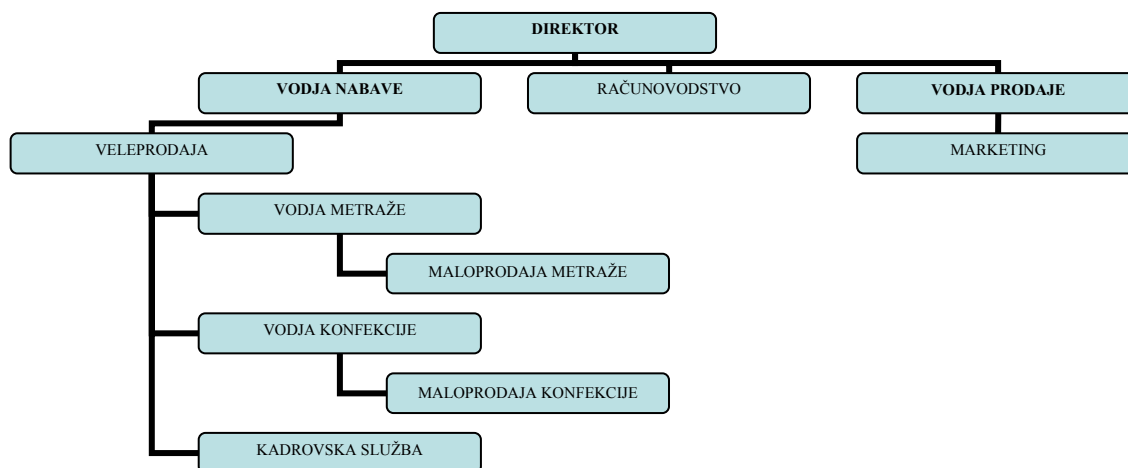 DIREKTOR
VODJA NABAVE
RAČUNOVODSTVO
VODJA PRODAJE
VELEPRODAJA
MARKETING
VODJA METRAŽE
MALOPRODAJA METRAŽE
VODJA KONFEKCIJE
MALOPRODAJA KONFEKCIJE
KADROVSKA SLUŽBA